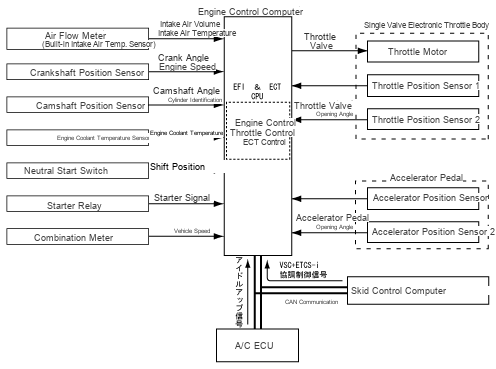 Engine Control Computer
Air Flow Meter
(Built-in Intake Air Temp. Sensor)
Intake Air Volume
Intake Air Temperature
Crankshaft Position Sensor
Crank Angle
Engine Speed
Camshaft Position Sensor
Camshaft Angle
Cylinder Identification
Engine Coolant Temperature Senso
Engine Coolant Temperature
Neutral Start Switch
Shift Position
Starter Relay
Starter Signal
Combination Meter
Vehicle Speed
EFI & ECT
CPU
Engine Control
Throttle Control
ECT Control
Throttle
Valve
Single Valve Electronic Throttle Body
Throttle Motor
Throttle Position Sensor 1
Throttle Valve
Opening Angle
Throttle Position Sensor 2
Accelerator Pedal
Accelerator Position Sensor
Accelerator Pedal
Opening Angle
Accelerator Position Sensor 2
アイドルアップ信号
VSC+ETCS-i
協調制御信号
CAN Communication
Skid Control Computer
A/C ECU